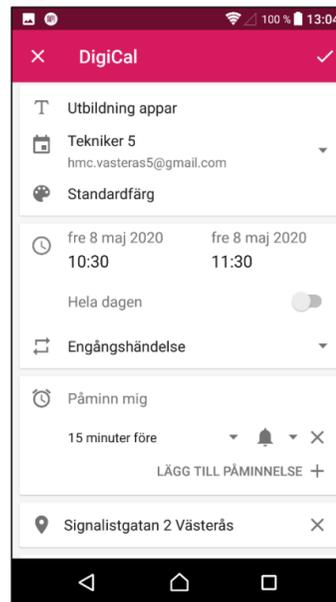 100 % 13:04
DigiCal
Utbildning appar
Tekniker 5
hmc.vasteras5@gmail.com
Standardfärg
fre 8 maj 2020 fre 8 maj 2020
10:30 11:30
Hela dagen
Engångshändelse
Påminn mig
15 minuter före
LÄGG TILL PÅMINNELSE
Signalistgatan 2 Västerås